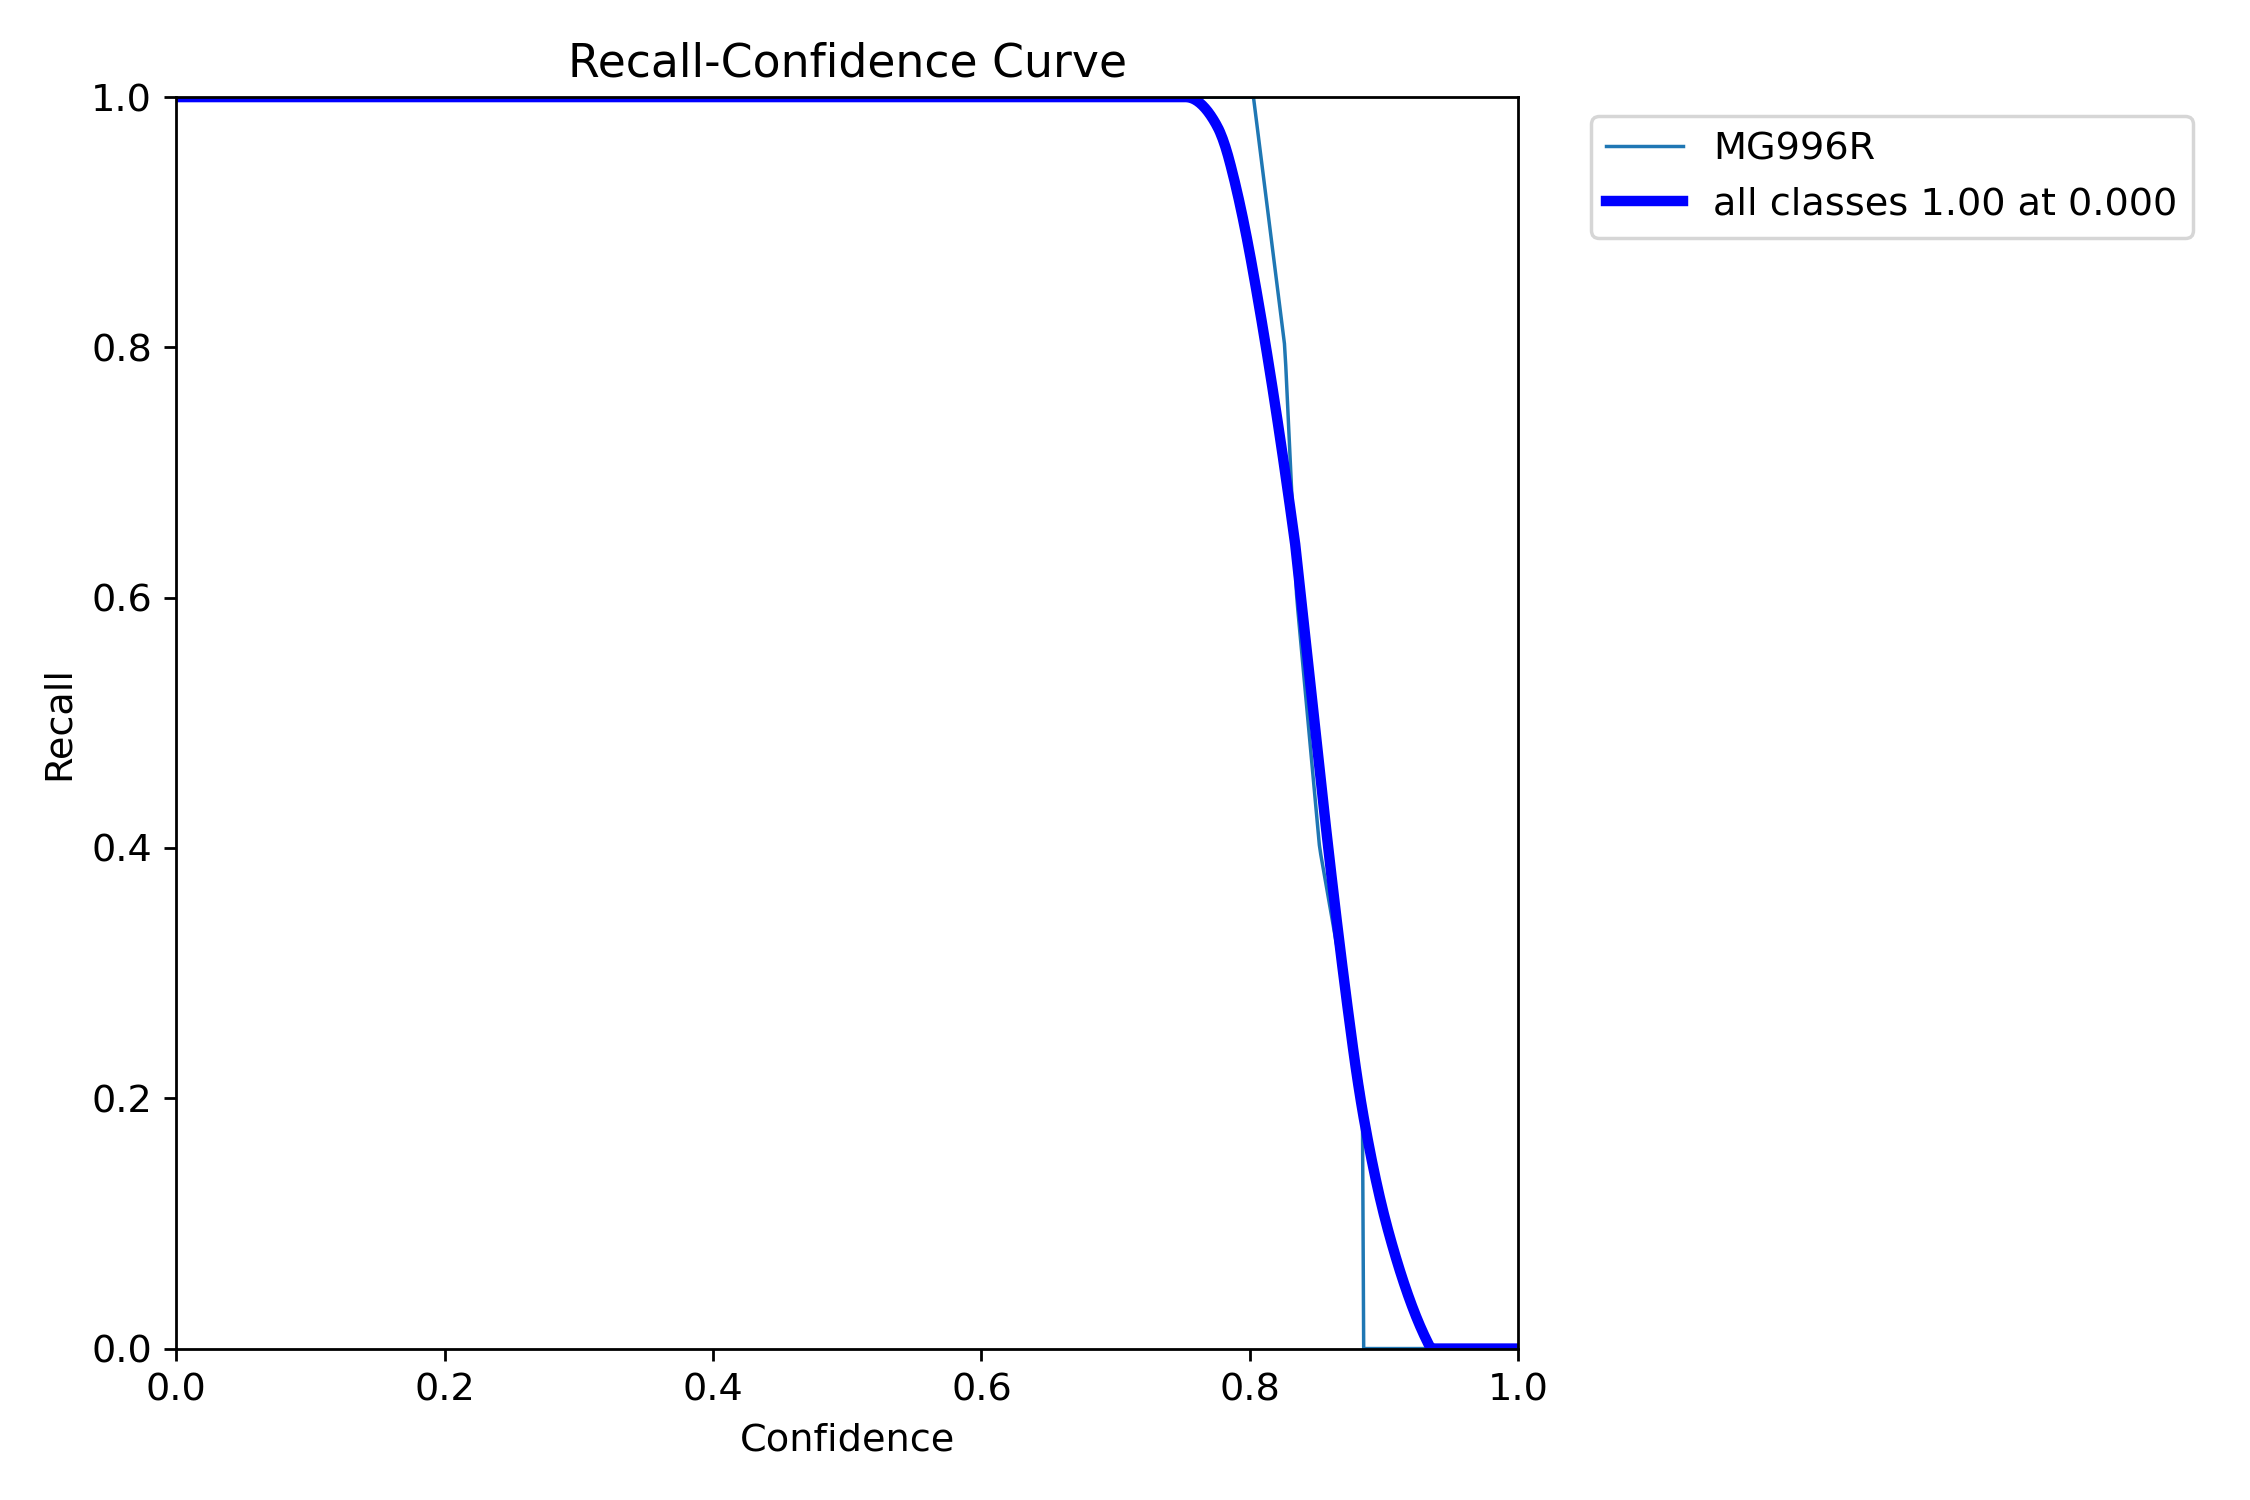 Recall-Confidence Curve
1.0
0.8
0.6
0.4
0.2
0.0
Recall
0.0 0.2 0.4 0.6 0.8 1.0
Confidence
MG996R
all classes 1.00 at 0.000